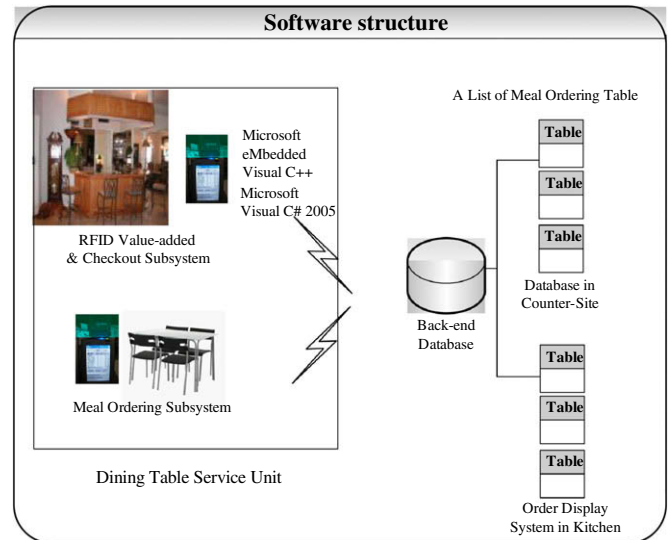 Software structure
Microsoft
eMbedded
Visual C++
Microsoft
Visual C# 2005
RFID Value-added
& Checkout Subsystem
Meal Ordering Subsystem
Dining Table Service Unit
Back-end
Database
A List of Meal Ordering Table
Table
Table
Table
Database in
Counter-Site
Table
Table
Table
Order Display
System in Kitchen